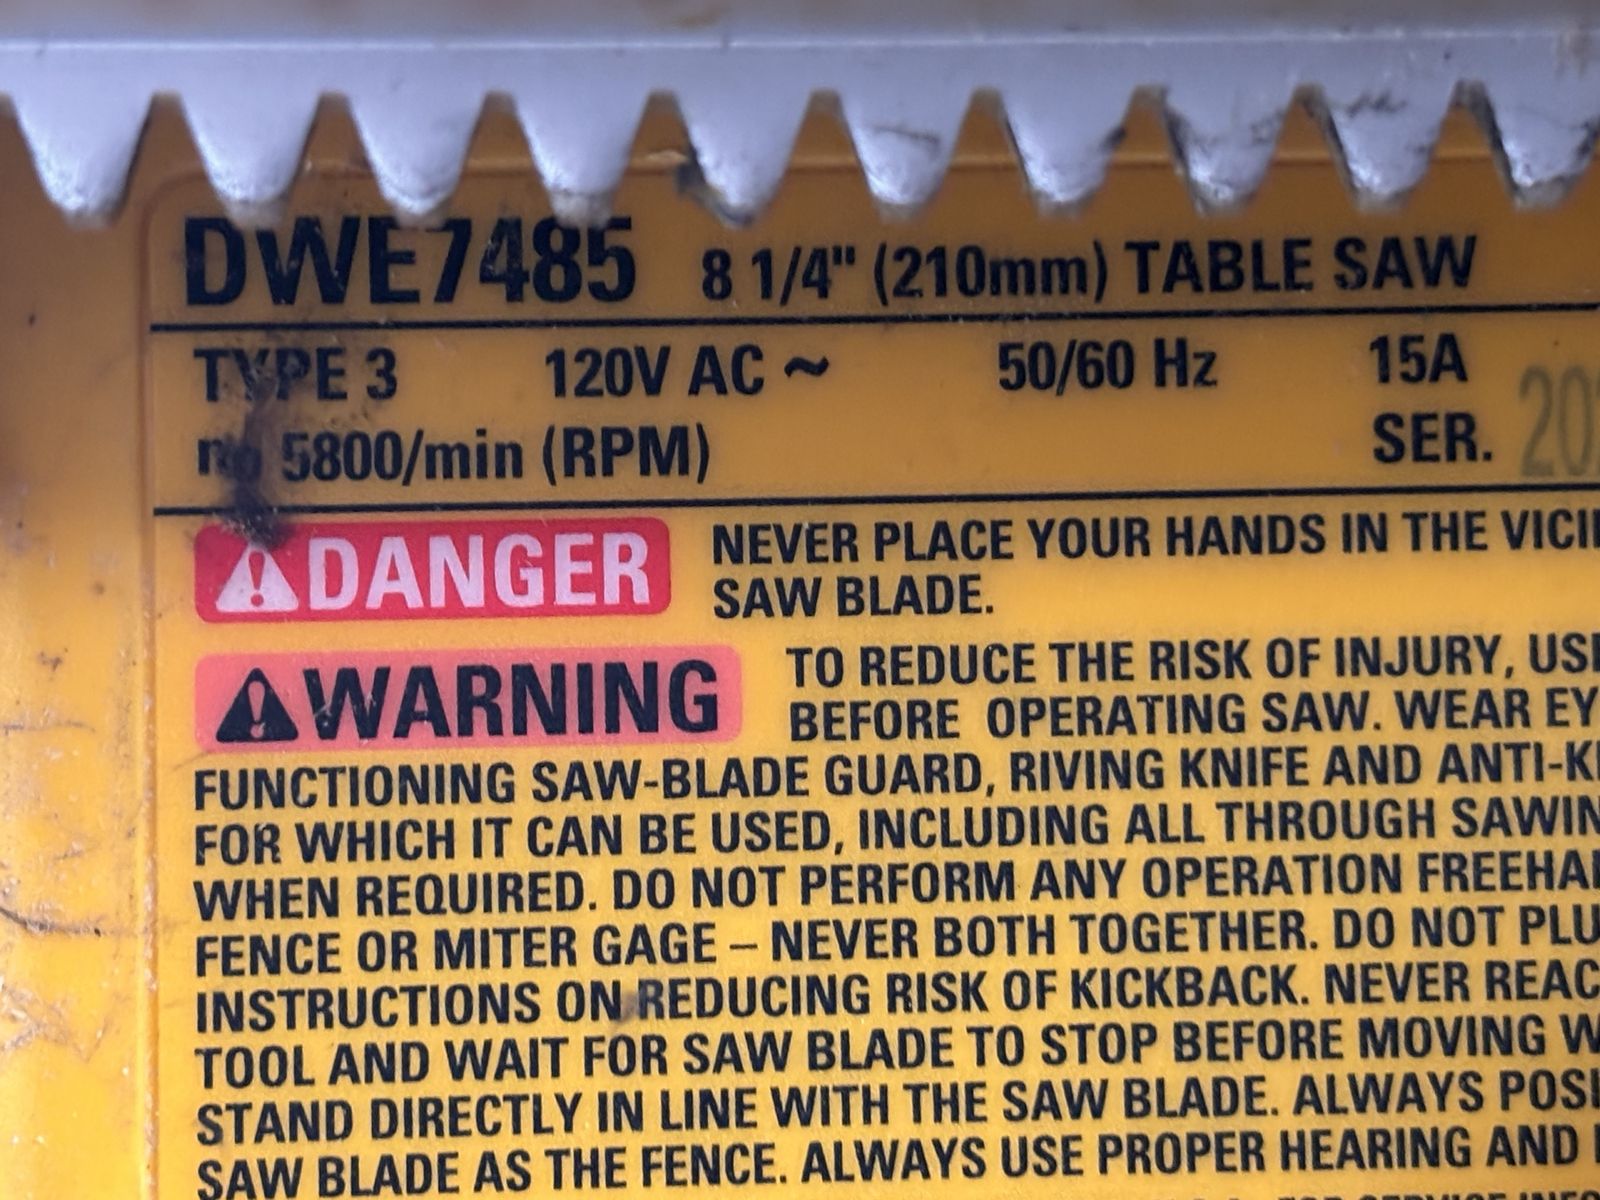 DWE7485 8 1/4" (210mm) TABLE SAW
TYPE 3 120V AC ~ 50/60 Hz 15A
no 5800/min (RPM) SER.
DANGER NEVER PLACE YOUR HANDS IN THE
SAW BLADE.
WARNING TO REDUCE THE RISK OF INJURY,
BEFORE OPERATING SAW. WEAR
FUNCTIONING SAW-BLADE GUARD, RIVING KNIFE AND
FOR WHICH IT CAN BE USED, INCLUDING ALL THROUGH
WHEN REQUIRED. DO NOT PERFORM ANY OPERATION
FENCE OR MITER GAGE – NEVER BOTH TOGETHER. DO NOT
INSTRUCTIONS ON REDUCING RISK OF KICKBACK. NEVER
TOOL AND WAIT FOR SAW BLADE TO STOP BEFORE MOVING
STAND DIRECTLY IN LINE WITH THE SAW BLADE. ALWAYS
SAW BLADE AS THE FENCE. ALWAYS USE PROPER HEARING AND